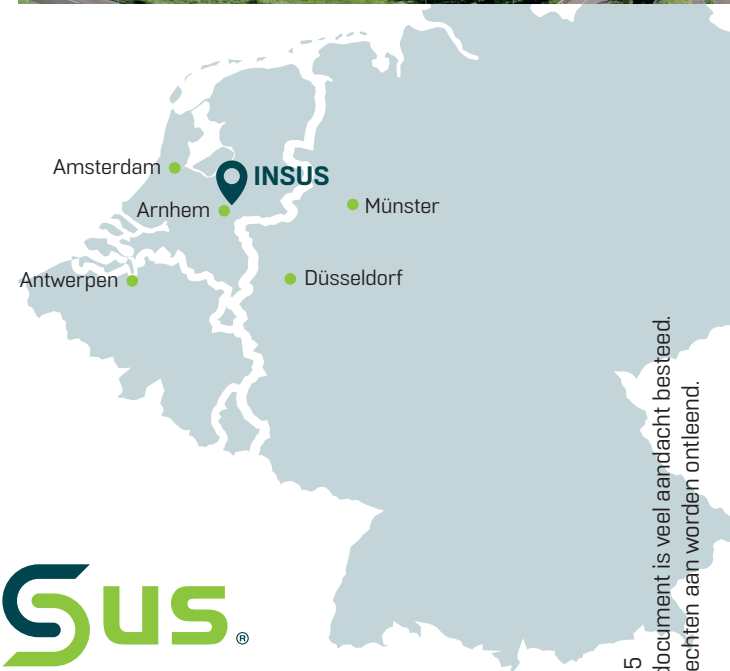 Amsterdam
INSUS
Arnhem
Münster
Antwerpen
Düsseldorf
sus®
5
document is veel aandacht besteed.
echten aan worden ontleend.